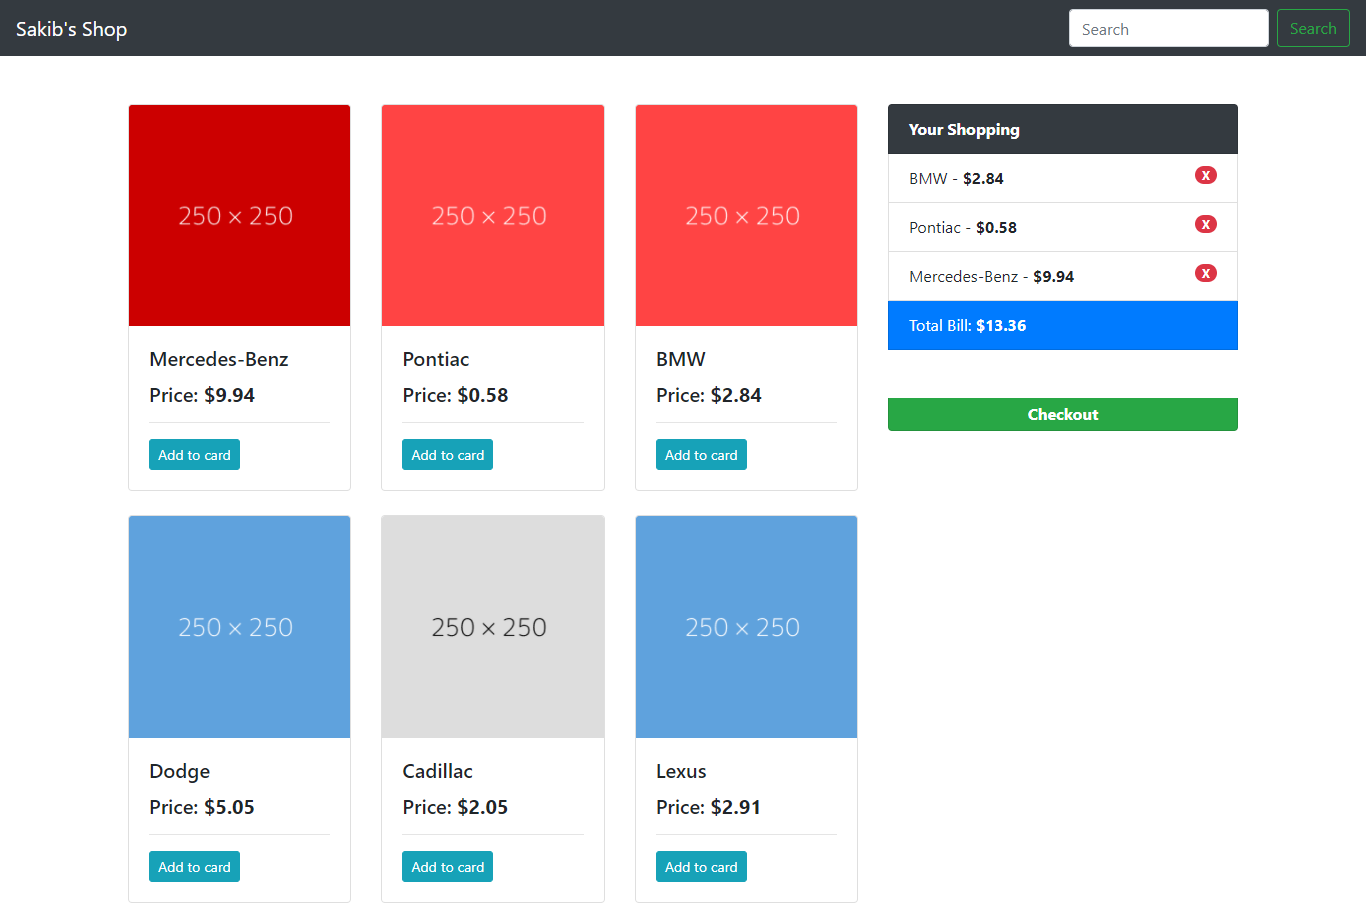 Sakib's Shop
Search
Search
250 × 250
Mercedes-Benz
Price: $9.94
Add to card
250 × 250
Pontiac
Price: $0.58
Add to card
250 × 250
BMW
Price: $2.84
Add to card
Your Shopping
BMW - $2.84 X
Pontiac - $0.58 X
Mercedes-Benz - $9.94 X
Total Bill: $13.36
Checkout
250 × 250
Dodge
Price: $5.05
Add to card
250 × 250
Cadillac
Price: $2.05
Add to card
250 × 250
Lexus
Price: $2.91
Add to card